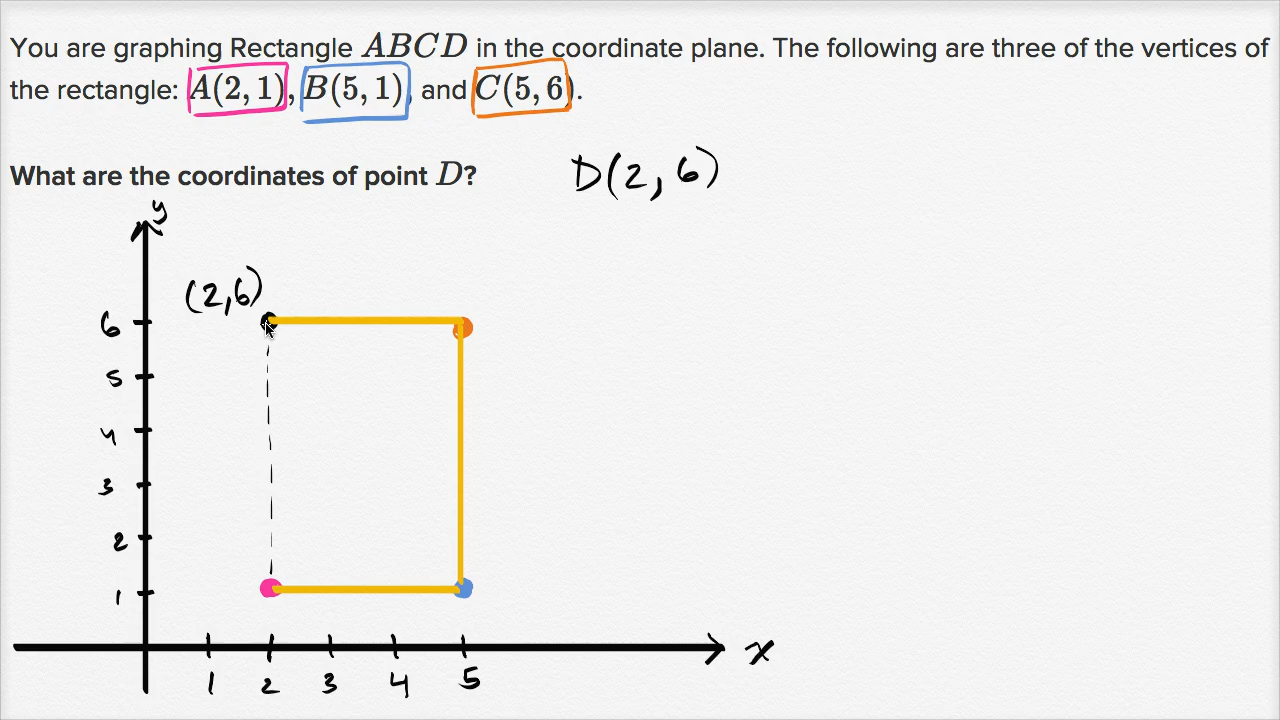 You are graphing Rectangle ABCD in the coordinate plane. The following are three of the vertices of
the rectangle: A(2, 1), B(5, 1), and C(5, 6).
What are the coordinates of point D?
D(2, 6)
y
(2,6)
6
5
4
3
2
1
x
1 2 3 4 5